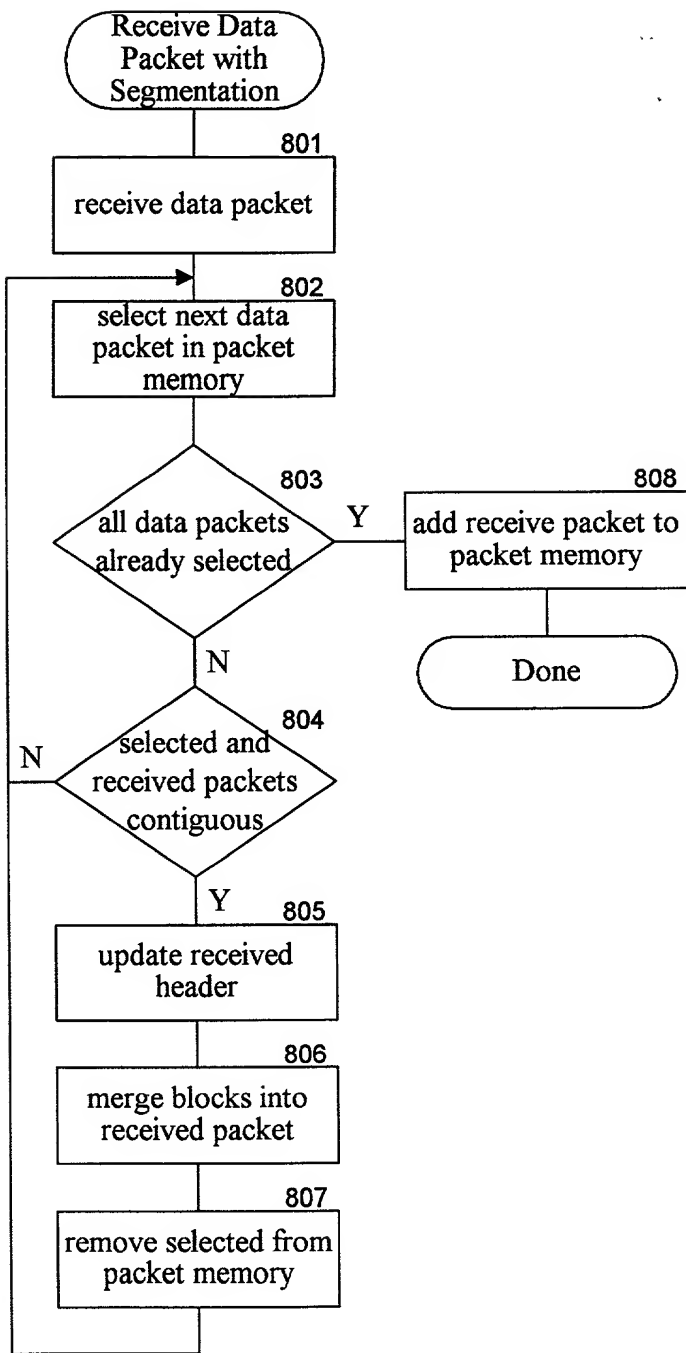 Receive Data
Packet with
Segmentation
801
receive data packet
802
select next data
packet in packet
memory
803
all data packets
already selected
Y
808
add receive packet to
packet memory
N
Done
804
N
selected and
received packets
contiguous
Y
805
update received
header
806
merge blocks into
received packet
807
remove selected from
packet memory